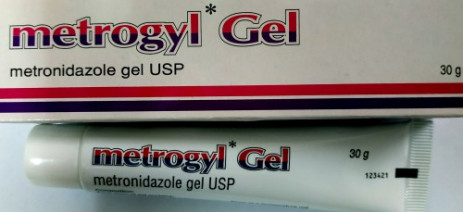 metrogyl* Gel
metronidazole gel USP
30 g
metrogyl* Gel
metronidazole gel USP
30 g
123421